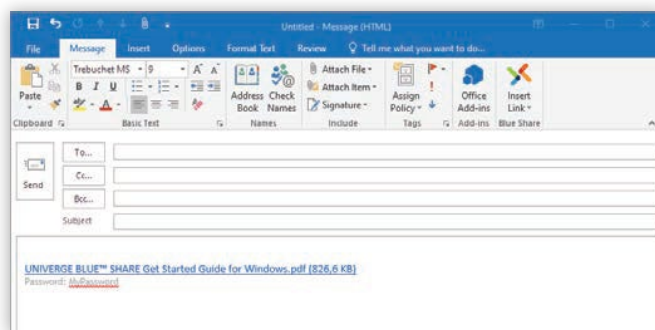 Untitled - Message (HTML)
File Message Insert Options Format Text Review Tell me what you want to do...
Trebuchet MS 9 A A Attach File
Paste B I U Address Book Check Names Attach Item Assign Policy Office Add-ins Insert Link
A Signature
Clipboard Basic Text Names Include Tags Add-ins Blue Share
To...
Cc...
Send
Bcc...
Subject
UNIVERGE BLUE™ SHARE Get Started Guide for Windows.pdf (826,6 KB)
Password: MyPassword